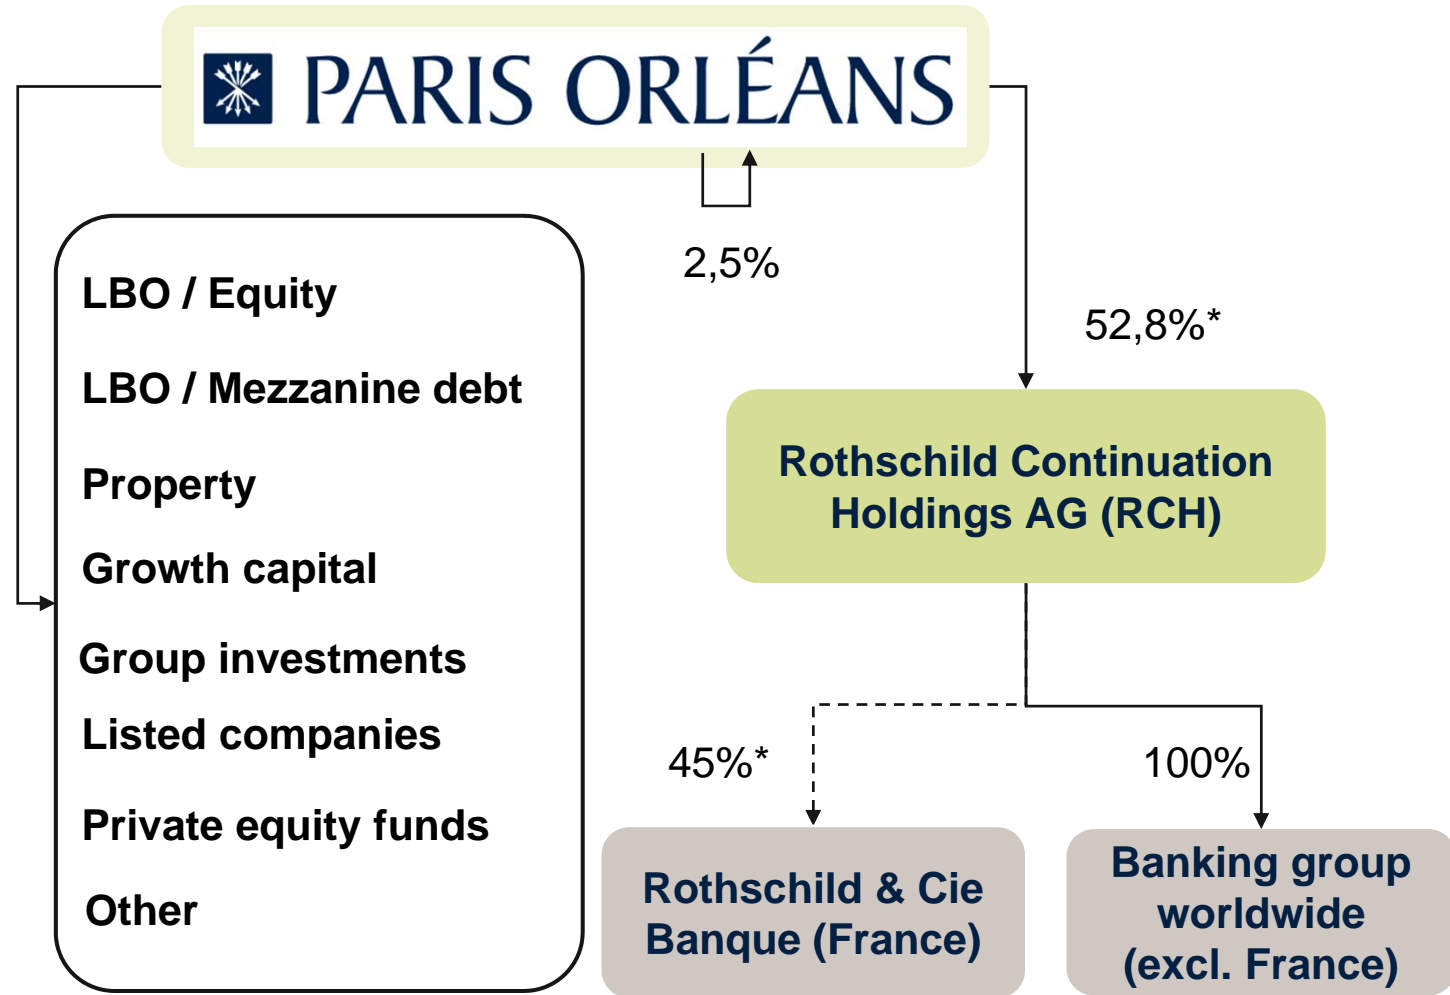 PARIS ORLÉANS
2,5%
52,8%*
LBO / Equity
LBO / Mezzanine debt
Property
Growth capital
Group investments
Listed companies
Private equity funds
Other
Rothschild Continuation
Holdings AG (RCH)
45%*
100%
Rothschild & Cie
Banque (France)
Banking group
worldwide
(excl. France)